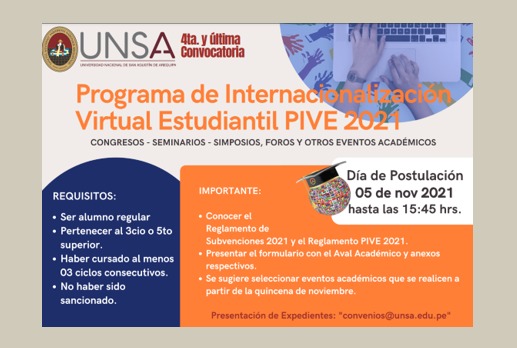 UNSA
UNIVERSIDAD NACIONAL DE SAN AGUSTÍN DE AREQUIPA
4ta. y última
Convocatoria
Programa de Internacionalización
Virtual Estudiantil PIVE 2021
CONGRESOS - SEMINARIOS - SIMPOSIOS, FOROS Y OTROS EVENTOS ACADÉMICOS
Día de Postulación
05 de nov 2021
hasta las 15:45 hrs.
REQUISITOS:
• Ser alumno regular
• Pertenecer al 3cio o 5to
superior.
• Haber cursado al menos
03 ciclos consecutivos.
• No haber sido
sancionado.
IMPORTANTE:
• Conocer el
Reglamento de
Subvenciones 2021 y el Reglamento PIVE 2021.
• Presentar el formulario con el Aval Académico y anexos
respectivos.
• Se sugiere seleccionar eventos académicos que se realicen a
partir de la quincena de noviembre.
Presentación de Expedientes: "convenios@unsa.edu.pe"